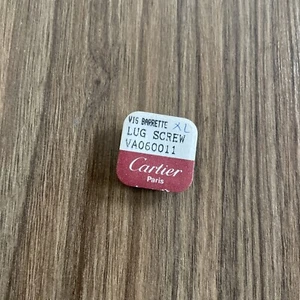 VIS BARRETTE XL
LUG SCREW
VA060011
Cartier
Paris